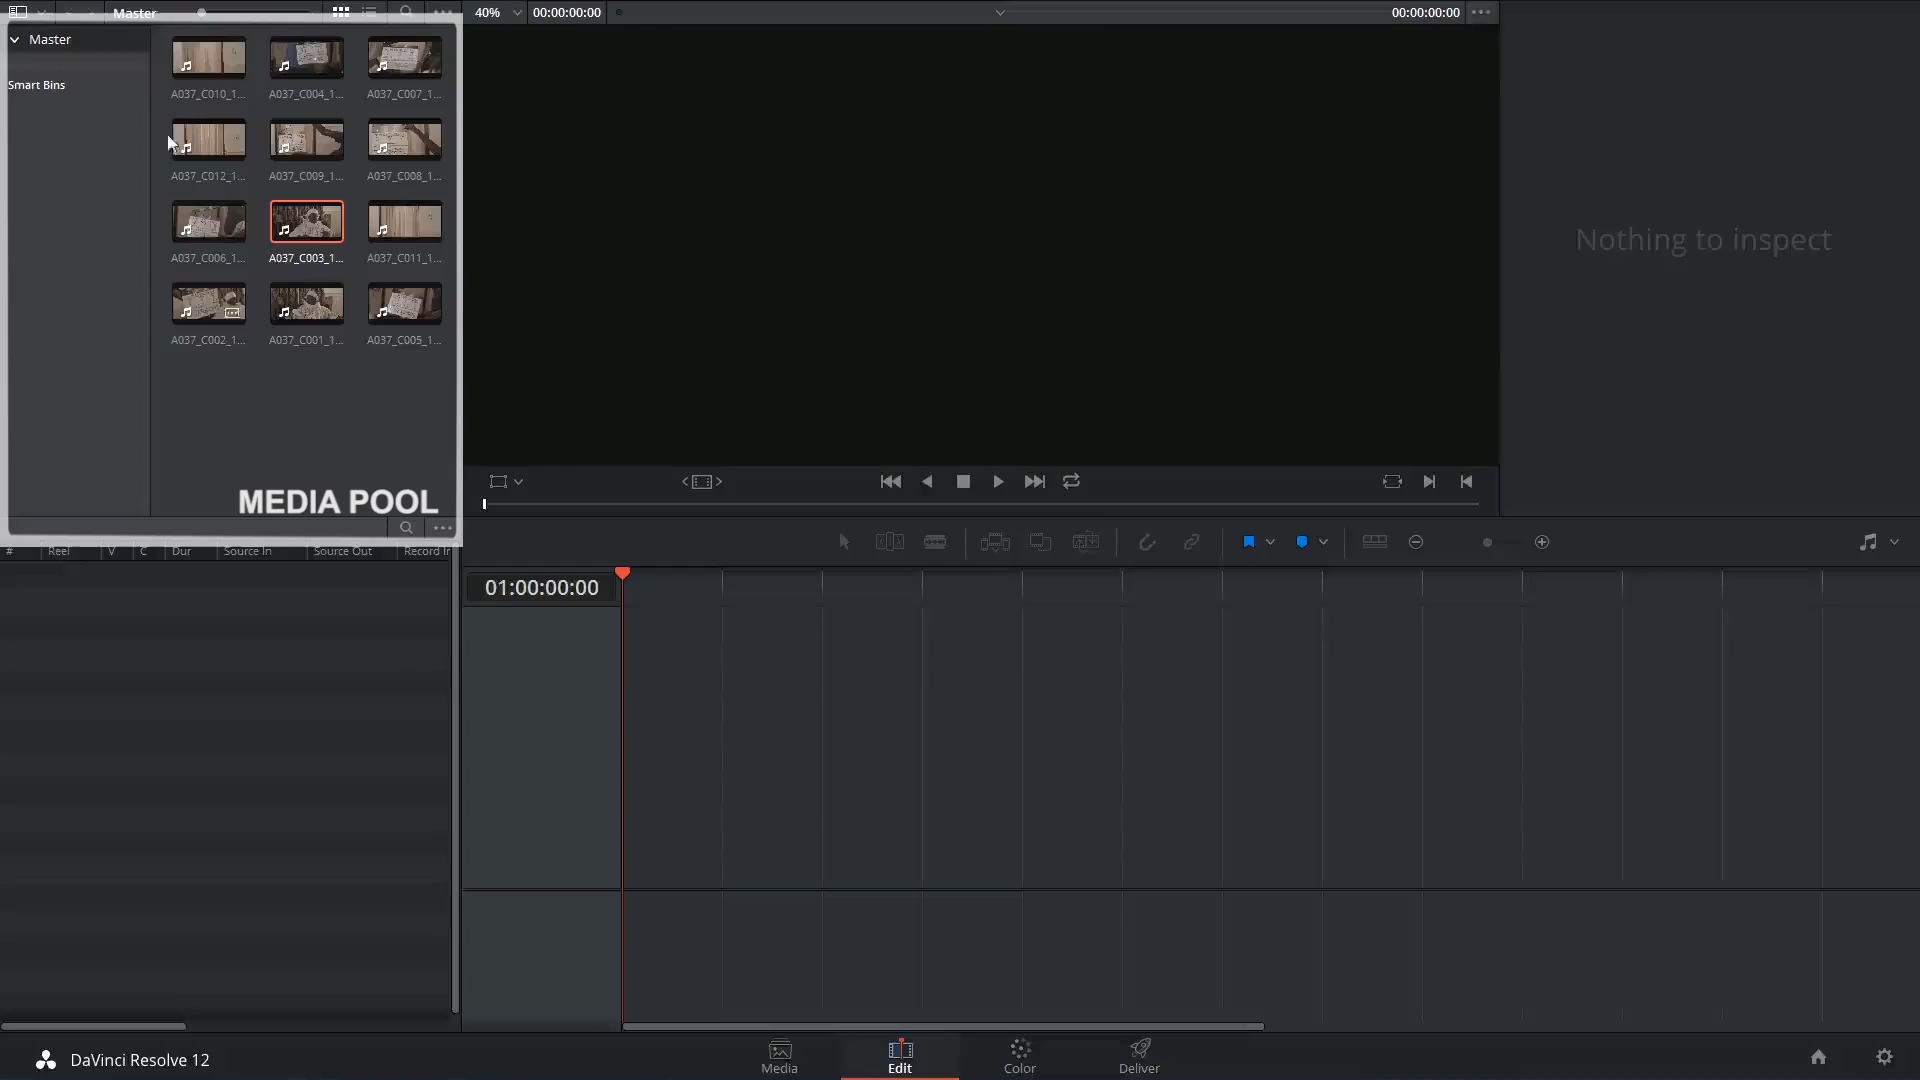 Master
40%
00:00:00:00
00:00:00:00
Master
Smart Bins
A037_C010_1...
A037_C004_1...
A037_C007_1...
A037_C012_1...
A037_C009_1...
A037_C008_1...
A037_C006_1...
A037_C003_1...
A037_C011_1...
A037_C002_1...
A037_C001_1...
A037_C005_1...
MEDIA POOL
Nothing to inspect
# Reel V C Dur Source In Source Out Record In
01:00:00:00
DaVinci Resolve 12
Media
Edit
Color
Deliver